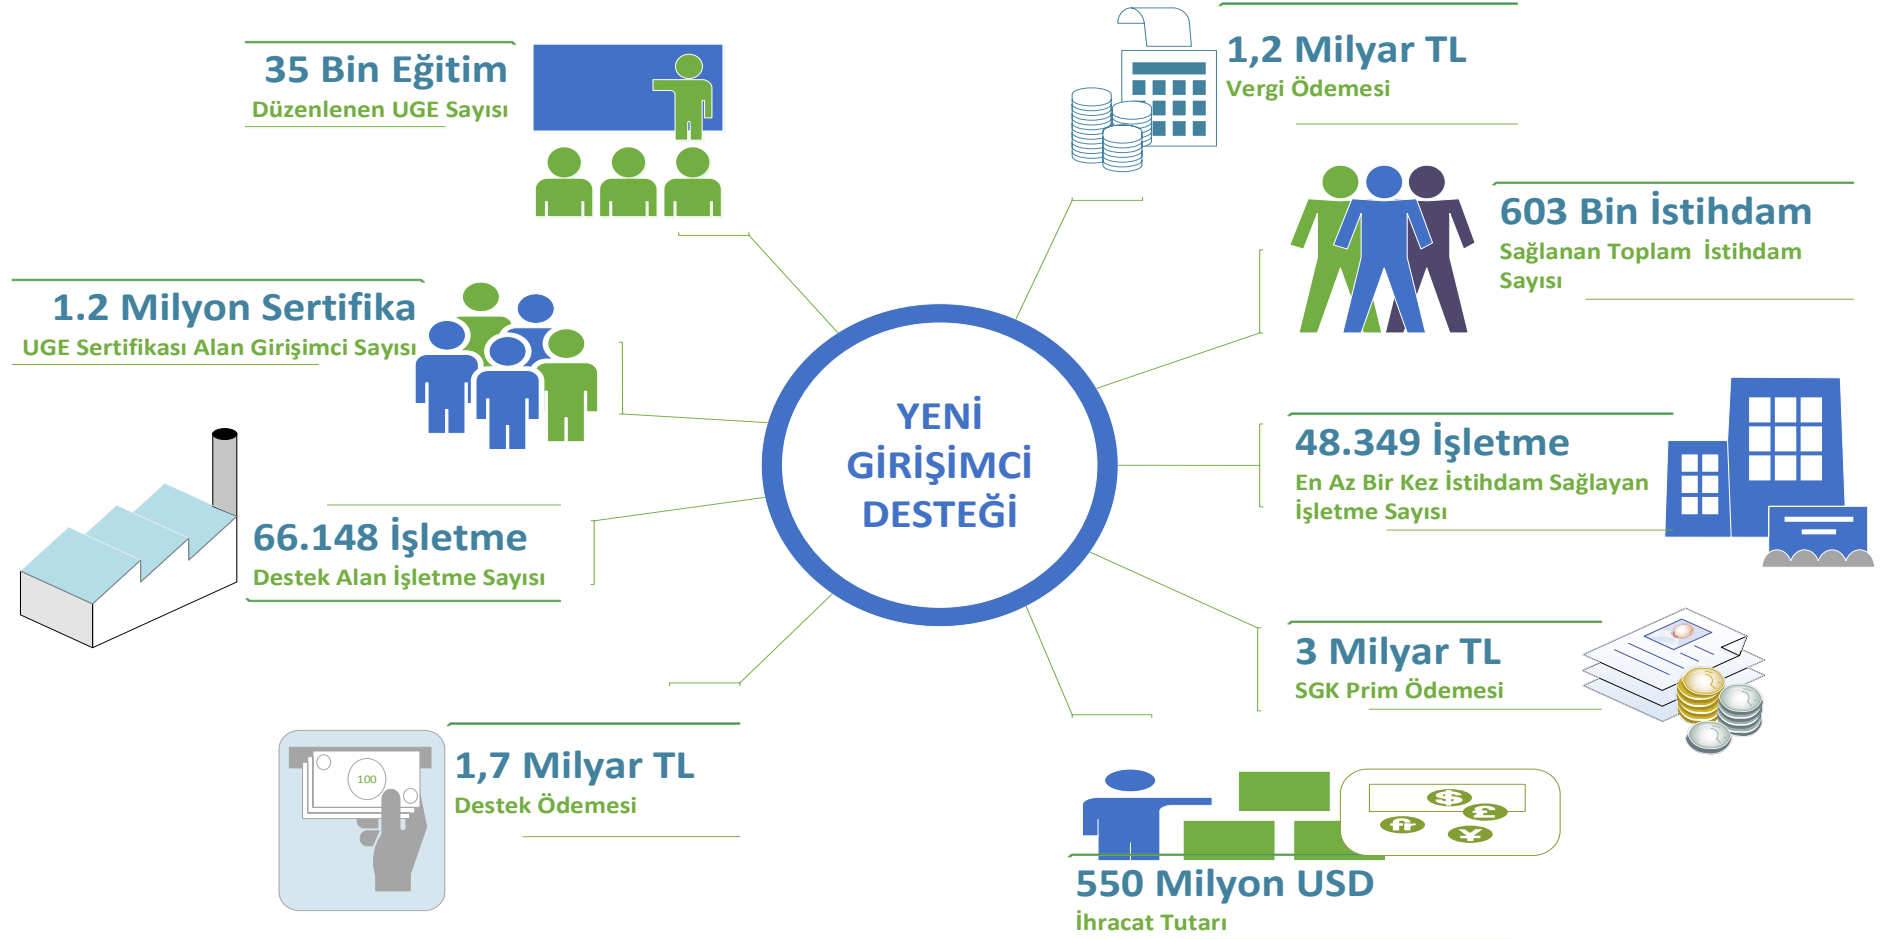 35 Bin Eğitim
Düzenlenen UGE Sayısı
1.2 Milyon Sertifika
UGE Sertifikası Alan Girişimci Sayısı
66.148 İşletme
Destek Alan İşletme Sayısı
100
1,7 Milyar TL
Destek Ödemesi
YENİ
GİRİŞİMCİ
DESTEĞİ
1,2 Milyar TL
Vergi Ödemesi
603 Bin İstihdam
Sağlanan Toplam İstihdam
Sayısı
48.349 İşletme
En Az Bir Kez İstihdam Sağlayan
İşletme Sayısı
3 Milyar TL
SGK Prim Ödemesi
$
£
¥
550 Milyon USD
İhracat Tutarı